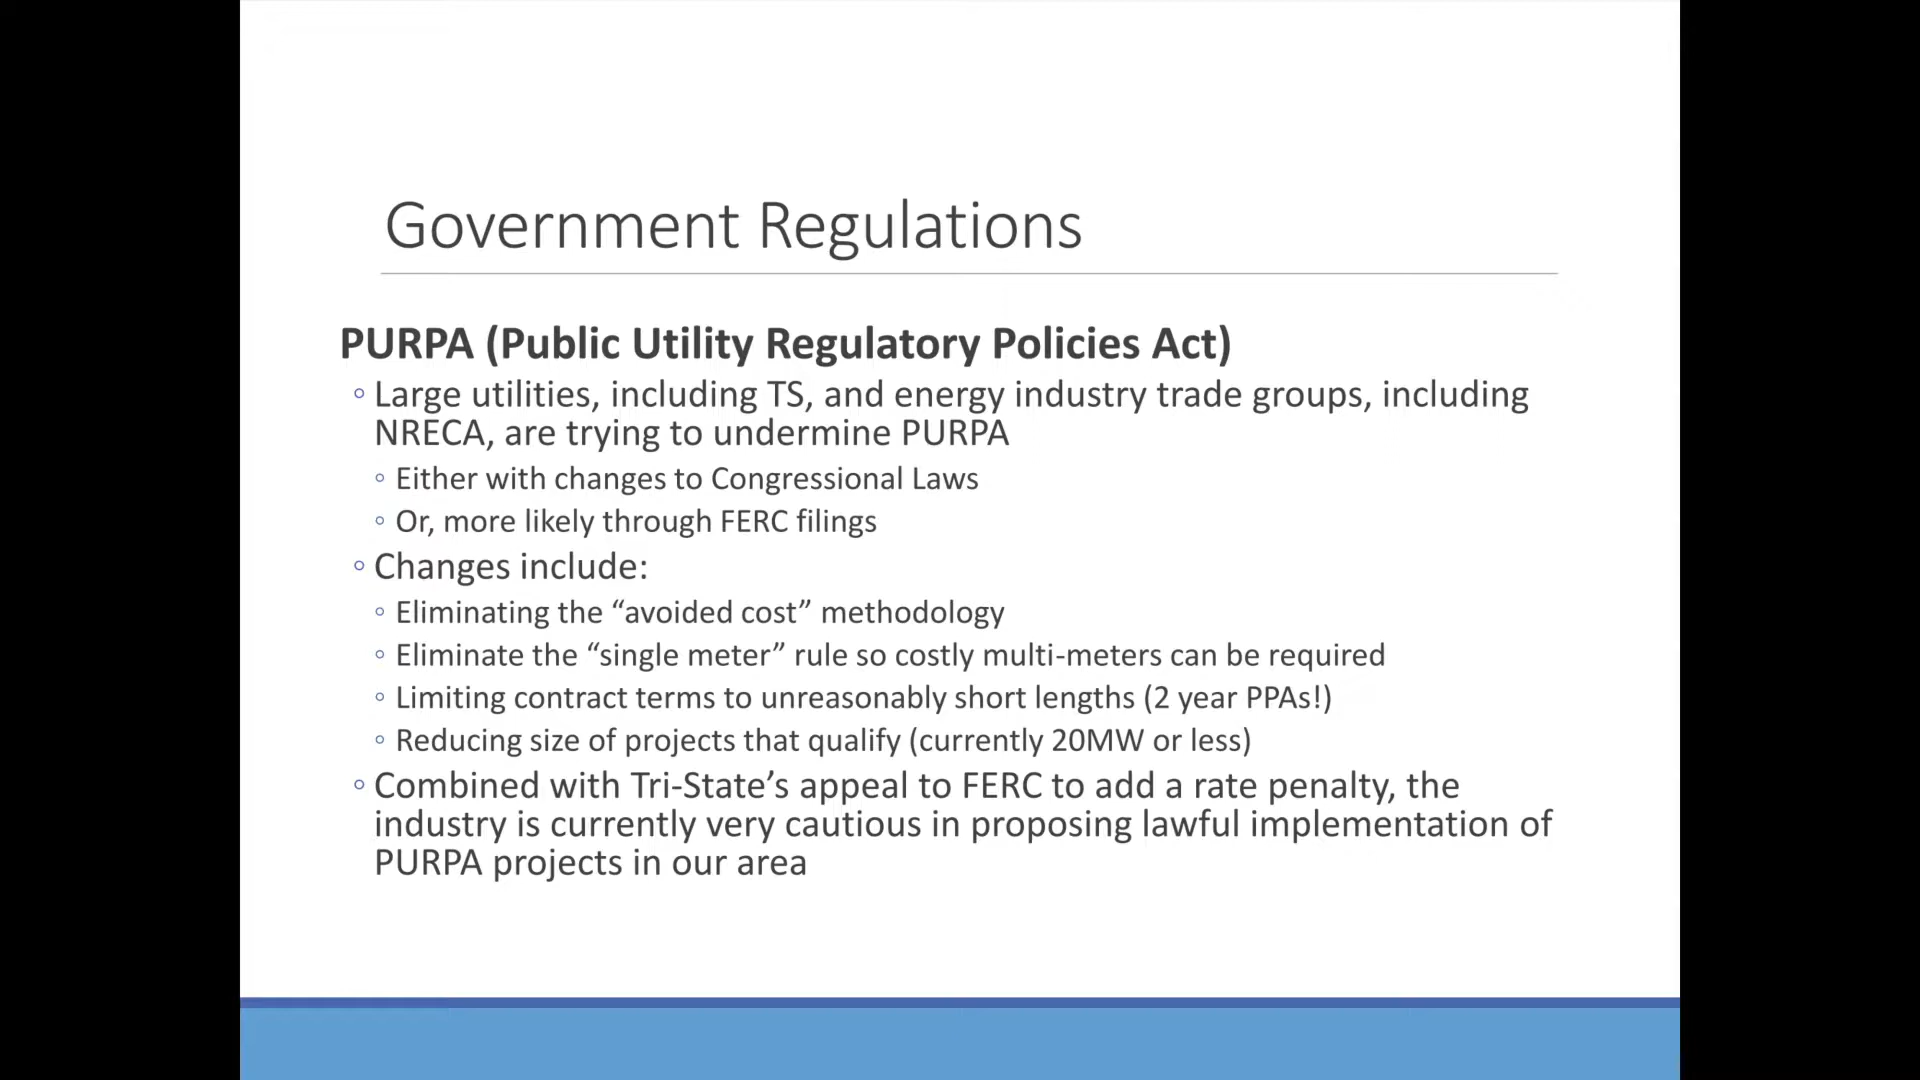 Government Regulations
PURPA (Public Utility Regulatory Policies Act)
◦ Large utilities, including TS, and energy industry trade groups, including
NRECA, are trying to undermine PURPA
◦ Either with changes to Congressional Laws
◦ Or, more likely through FERC filings
◦ Changes include:
◦ Eliminating the “avoided cost” methodology
◦ Eliminate the “single meter” rule so costly multi-meters can be required
◦ Limiting contract terms to unreasonably short lengths (2 year PPAs!)
◦ Reducing size of projects that qualify (currently 20MW or less)
◦ Combined with Tri-State’s appeal to FERC to add a rate penalty, the
industry is currently very cautious in proposing lawful implementation of
PURPA projects in our area